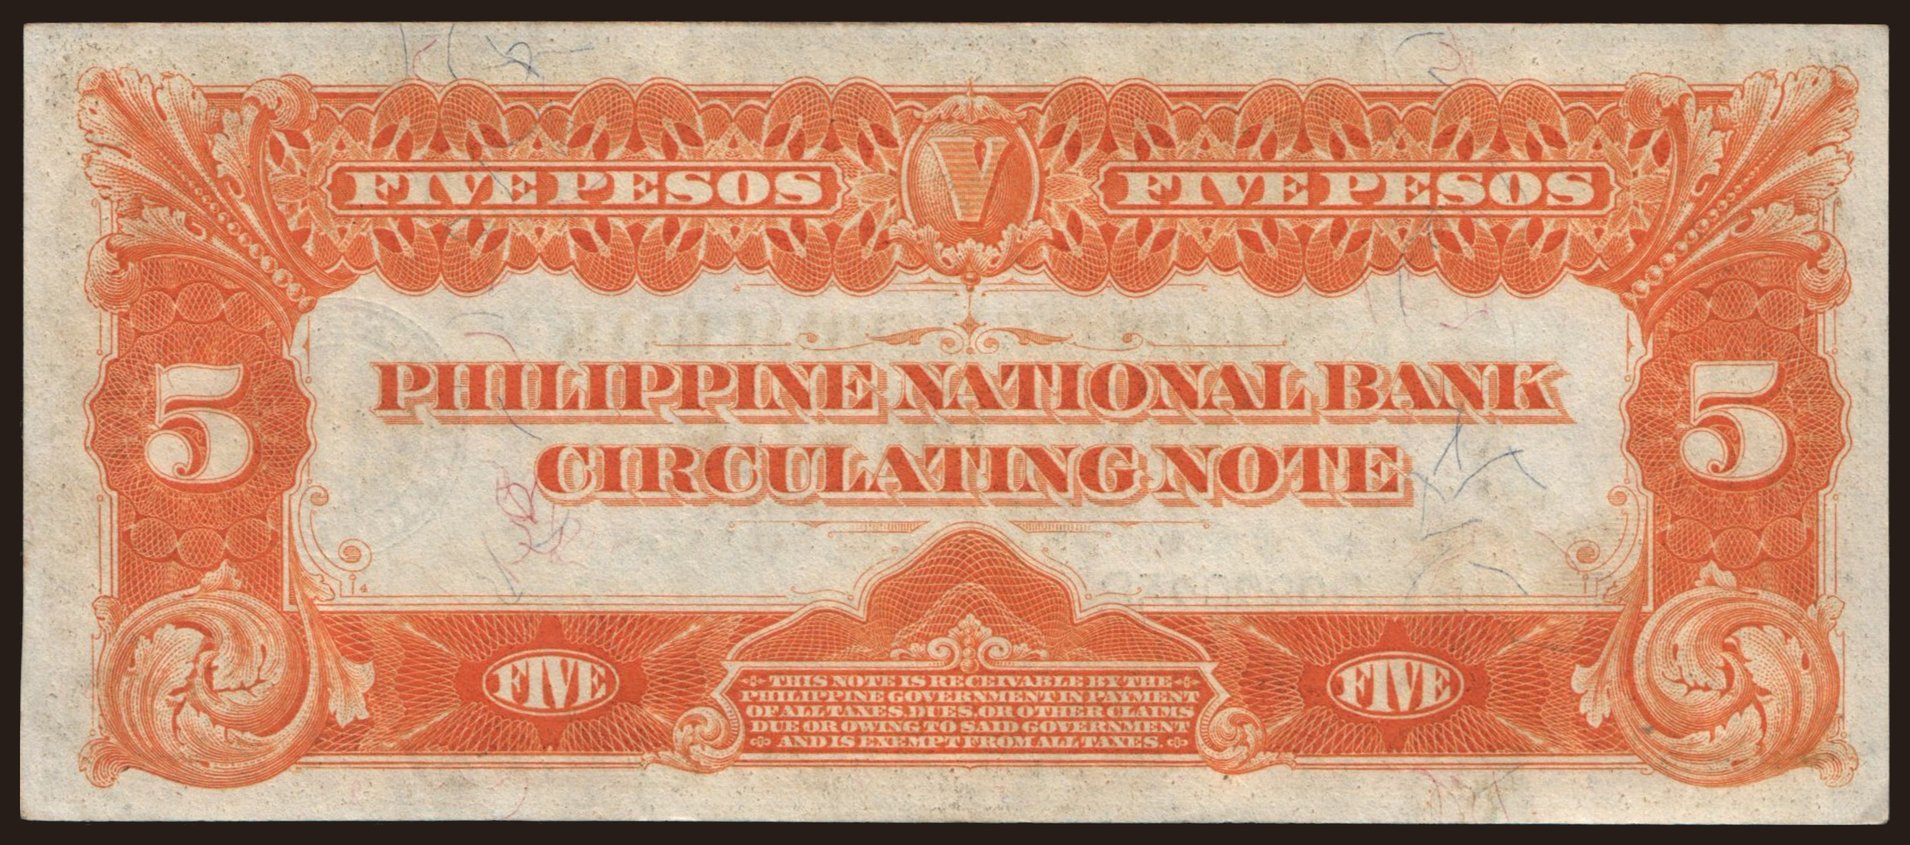 FIVE PESOS V FIVE PESOS
PHILIPPINE NATIONAL BANK
5 5
CIRCULATING NOTE
4
FIVE FIVE
THIS NOTE IS RECEIVABLE BY THE
PHILIPPINE GOVERNMENT IN PAYMENT
OF ALL TAXES, DUES, OR OTHER CLAIMS
DUE OR OWING TO SAID GOVERNMENT
AND IS EXEMPT FROM ALL TAXES.